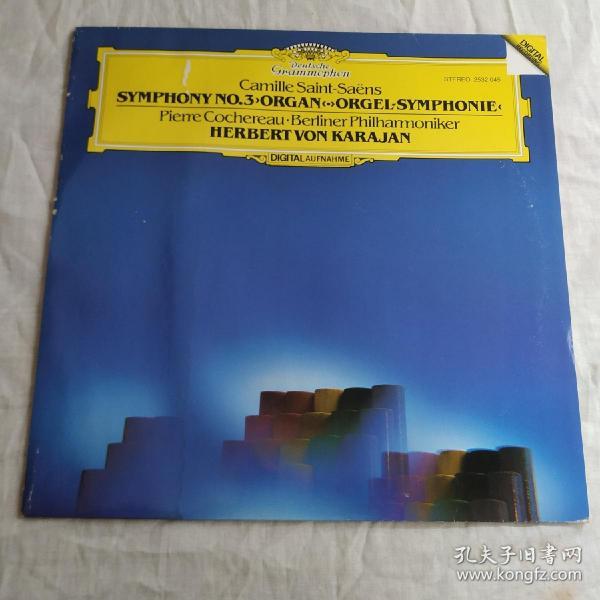 Deutsche
Grammophon
DIGITAL
STEREO 2532 045
Camille Saint-Saëns
SYMPHONY NO.3›ORGAN‹·›ORGEL-SYMPHONIE‹
Pierre Cochereau · Berliner Philharmoniker
HERBERT VON KARAJAN
DIGITAL AUFNAHME
孔夫子旧书网
www.kongfz.com